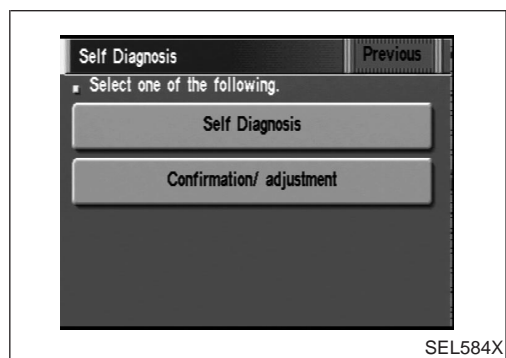 Self Diagnosis Previous
Select one of the following.
Self Diagnosis
Confirmation/ adjustment
SEL584X